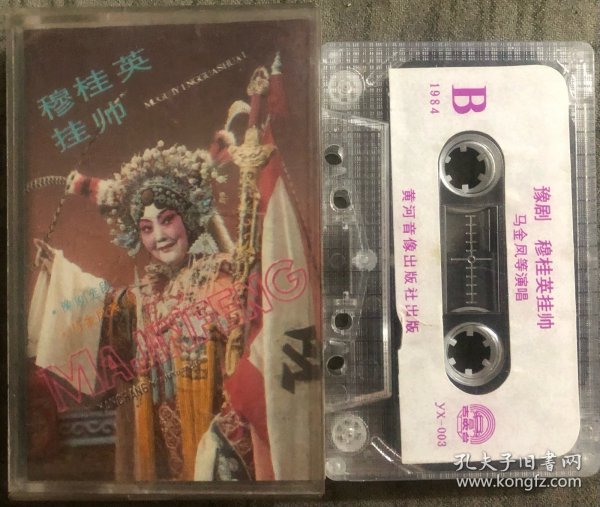 穆桂英
挂帅
MUGUIYINGGUASHUAI
MAJINFENG
B
1984
豫剧 穆桂英挂帅
马金凤等演唱
黄河音像出版社出版
YX-003
孔夫子旧书网
www.kongfz.com